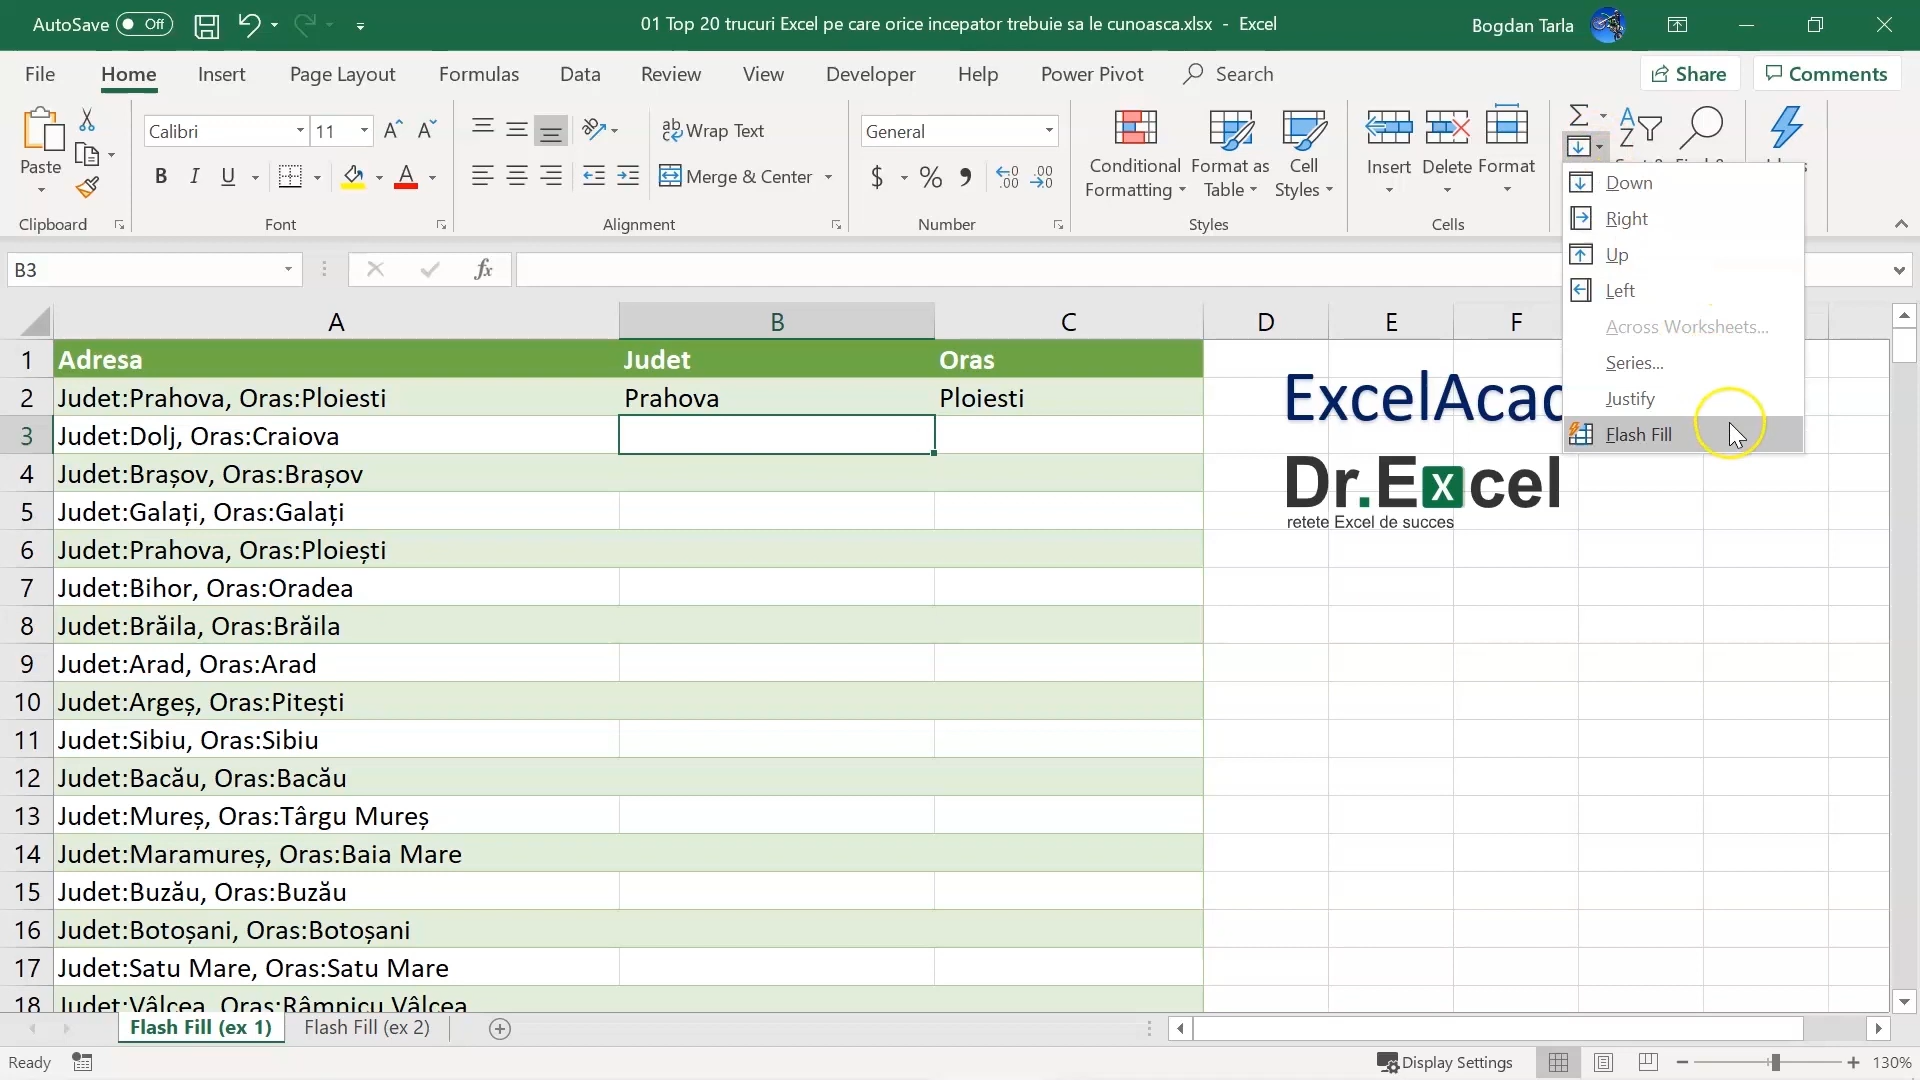 AutoSave Off 01 Top 20 trucuri Excel pe care orice incepator trebuie sa le cunoasca.xlsx - Excel Bogdan Tarla
File Home Insert Page Layout Formulas Data Review View Developer Help Power Pivot Search Share Comments
Calibri 11 ab Wrap Text General
Paste B I U A Merge & Center $ % Conditional Formatting Format as Table Cell Styles Insert Delete Format
Clipboard Font Alignment Number Styles Cells
Down
Right
Up
Left
Across Worksheets...
Series...
Justify
Flash Fill
B3 fx
A B C D E F
1 Adresa Judet Oras
2 Judet:Prahova, Oras:Ploiesti Prahova Ploiesti
3 Judet:Dolj, Oras:Craiova
4 Judet:Brașov, Oras:Brașov
5 Judet:Galați, Oras:Galați
6 Judet:Prahova, Oras:Ploiești
7 Judet:Bihor, Oras:Oradea
8 Judet:Brăila, Oras:Brăila
9 Judet:Arad, Oras:Arad
10 Judet:Argeș, Oras:Pitești
11 Judet:Sibiu, Oras:Sibiu
12 Judet:Bacău, Oras:Bacău
13 Judet:Mureș, Oras:Târgu Mureș
14 Judet:Maramureș, Oras:Baia Mare
15 Judet:Buzău, Oras:Buzău
16 Judet:Botoșani, Oras:Botoșani
17 Judet:Satu Mare, Oras:Satu Mare
18 Judet:Vâlcea, Oras:Râmnicu Vâlcea
ExcelAcad
Dr.Excel
retete Excel de succes
Flash Fill (ex 1) Flash Fill (ex 2)
Ready Display Settings 130%